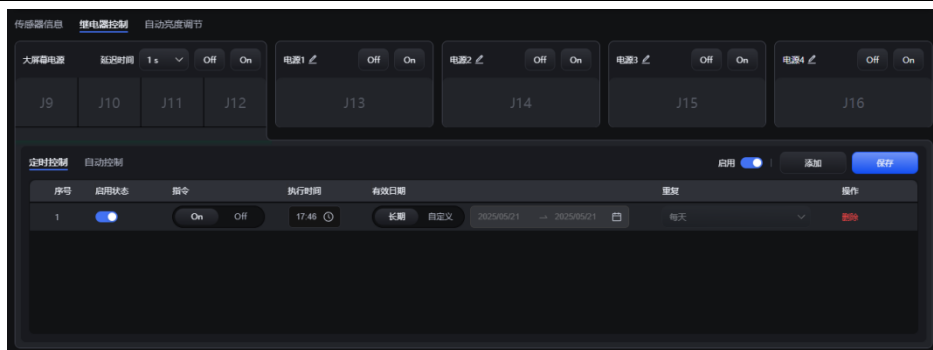 传感器信息 继电器控制 自动亮度调节
大屏幕电源 延迟时间 1 s Off On 电源1 Off On 电源2 Off On 电源3 Off On 电源4 Off On
J9 J10 J11 J12 J13 J14 J15 J16
定时控制 自动控制 启用 添加 保存
序号 启用状态 指令 执行时间 有效日期 重复 操作
1 On Off 17:46 长期 自定义 2025/05/21 → 2025/05/21 每天 删除